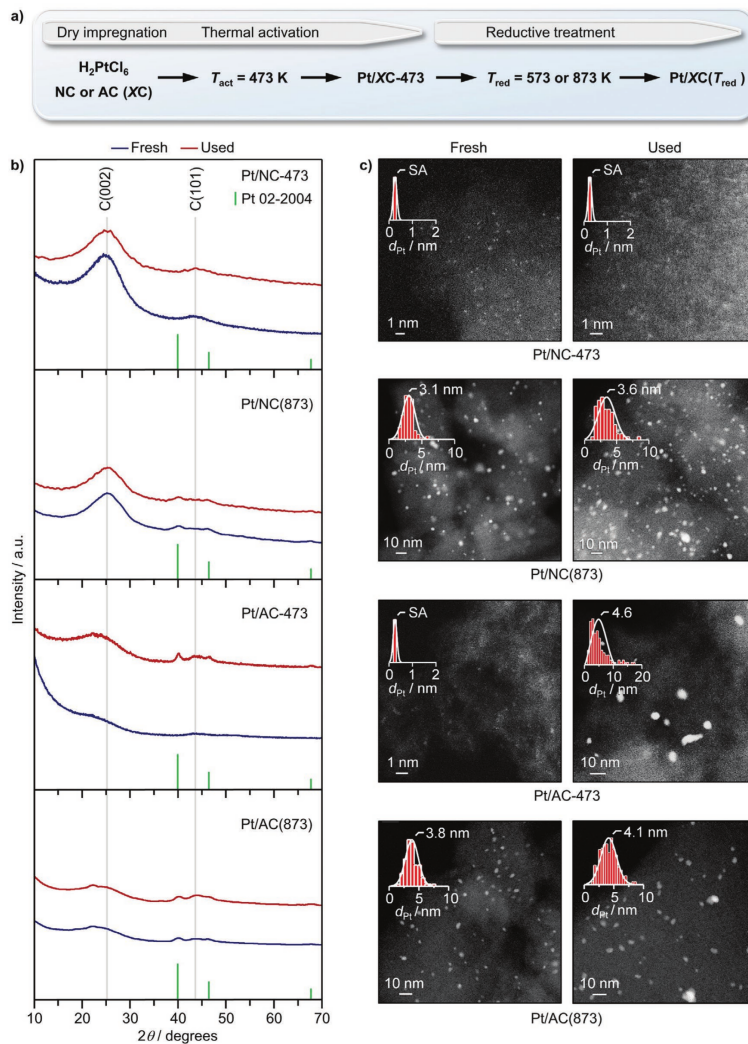 a)
Dry impregnation Thermal activation Reductive treatment
H2PtCl6
NC or AC (XC)
Tact = 473 K
Pt/XC-473
Tred = 573 or 873 K
Pt/XC(Tred )
b)
Fresh Used
C(002)
C(101)
Pt/NC-473
Pt 02-2004
Pt/NC(873)
Pt/AC-473
Pt/AC(873)
Intensity / a.u.
10 20 30 40 50 60 70
2θ / degrees
c)
Fresh Used
SA
0 1 2
dPt / nm
1 nm
SA
0 1 2
dPt / nm
1 nm
Pt/NC-473
3.1 nm
0 5 10
dPt / nm
10 nm
3.6 nm
0 5 10
dPt / nm
10 nm
Pt/NC(873)
SA
0 1 2
dPt / nm
1 nm
4.6
0 10 20
dPt / nm
10 nm
Pt/AC-473
3.8 nm
0 5 10
dPt / nm
10 nm
4.1 nm
0 5 10
dPt / nm
10 nm
Pt/AC(873)